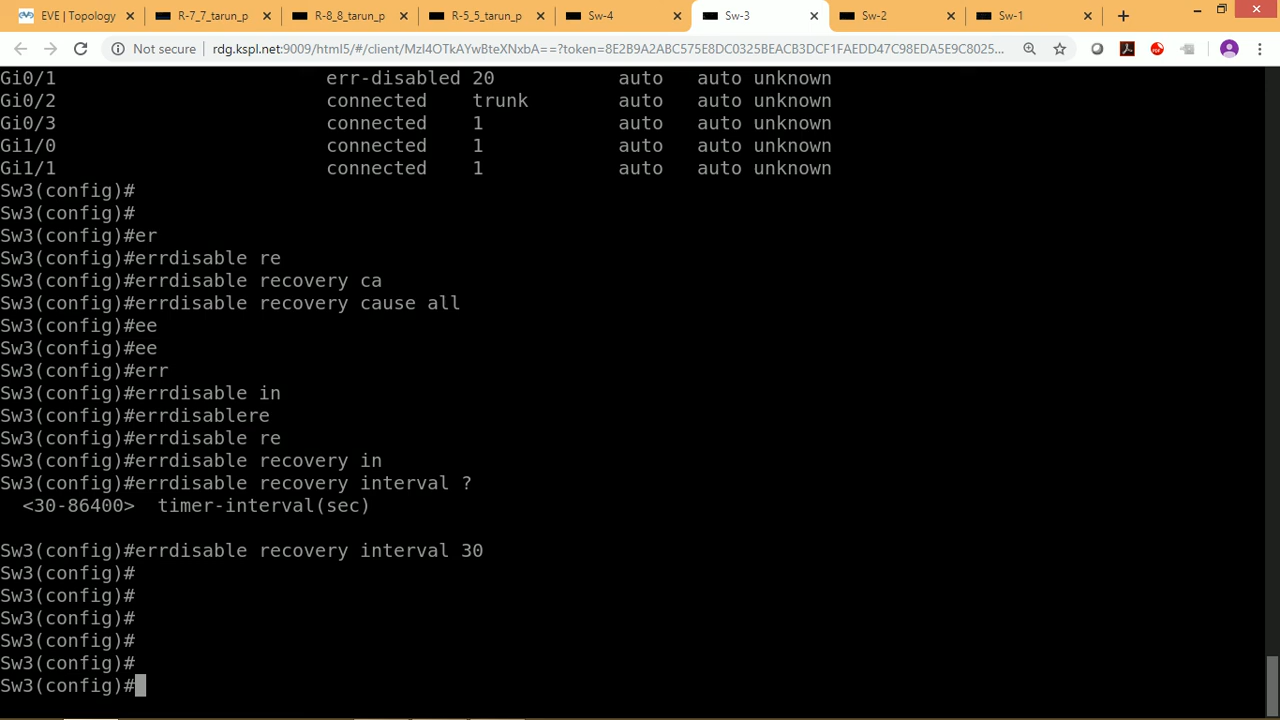 EVE | Topology
R-7_7_tarun_p
R-8_8_tarun_p
R-5_5_tarun_p
Sw-4
Sw-3
Sw-2
Sw-1
Not secure
rdg.kspl.net:9009/html5/#/client/MzI4OTkAYwBteXNxbA==?token=8E2B9A2ABC575E8DC0325BEACB3DCF1FAEDD47C98EDA5E9C8025...
Gi0/1 err-disabled 20 auto auto unknown
Gi0/2 connected trunk auto auto unknown
Gi0/3 connected 1 auto auto unknown
Gi1/0 connected 1 auto auto unknown
Gi1/1 connected 1 auto auto unknown
Sw3(config)#
Sw3(config)#
Sw3(config)#er
Sw3(config)#errdisable re
Sw3(config)#errdisable recovery ca
Sw3(config)#errdisable recovery cause all
Sw3(config)#ee
Sw3(config)#ee
Sw3(config)#err
Sw3(config)#errdisable in
Sw3(config)#errdisablere
Sw3(config)#errdisable re
Sw3(config)#errdisable recovery in
Sw3(config)#errdisable recovery interval ?
<30-86400> timer-interval(sec)
Sw3(config)#errdisable recovery interval 30
Sw3(config)#
Sw3(config)#
Sw3(config)#
Sw3(config)#
Sw3(config)#
Sw3(config)#